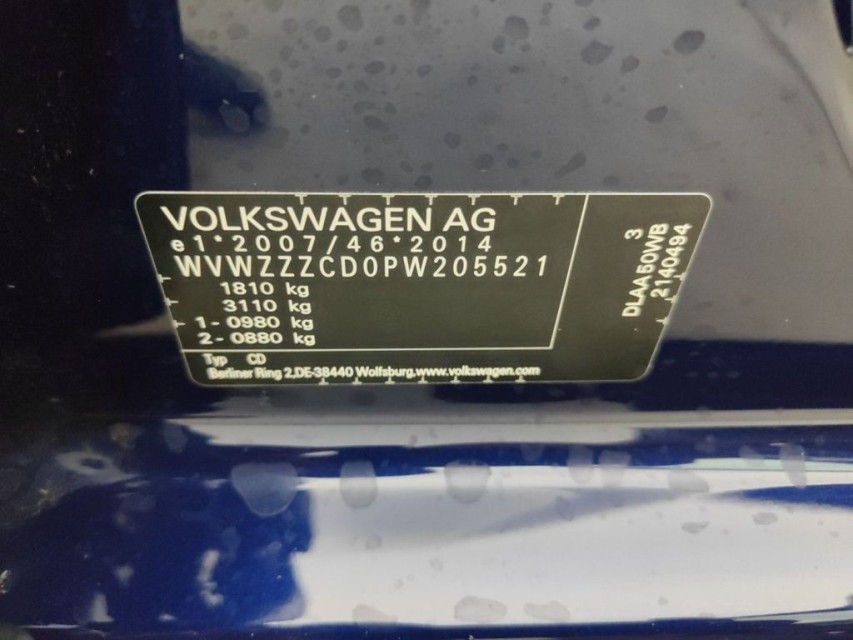 VOLKSWAGEN AG
e1*2007/46*2014
WVWZZZCD0PW205521
1810 kg
3110 kg
1- 0980 kg
2- 0880 kg
Typ CD
Berliner Ring 2,DE-38440 Wolfsburg,www.volkswagen.com
3
DLAA60WB
2140494